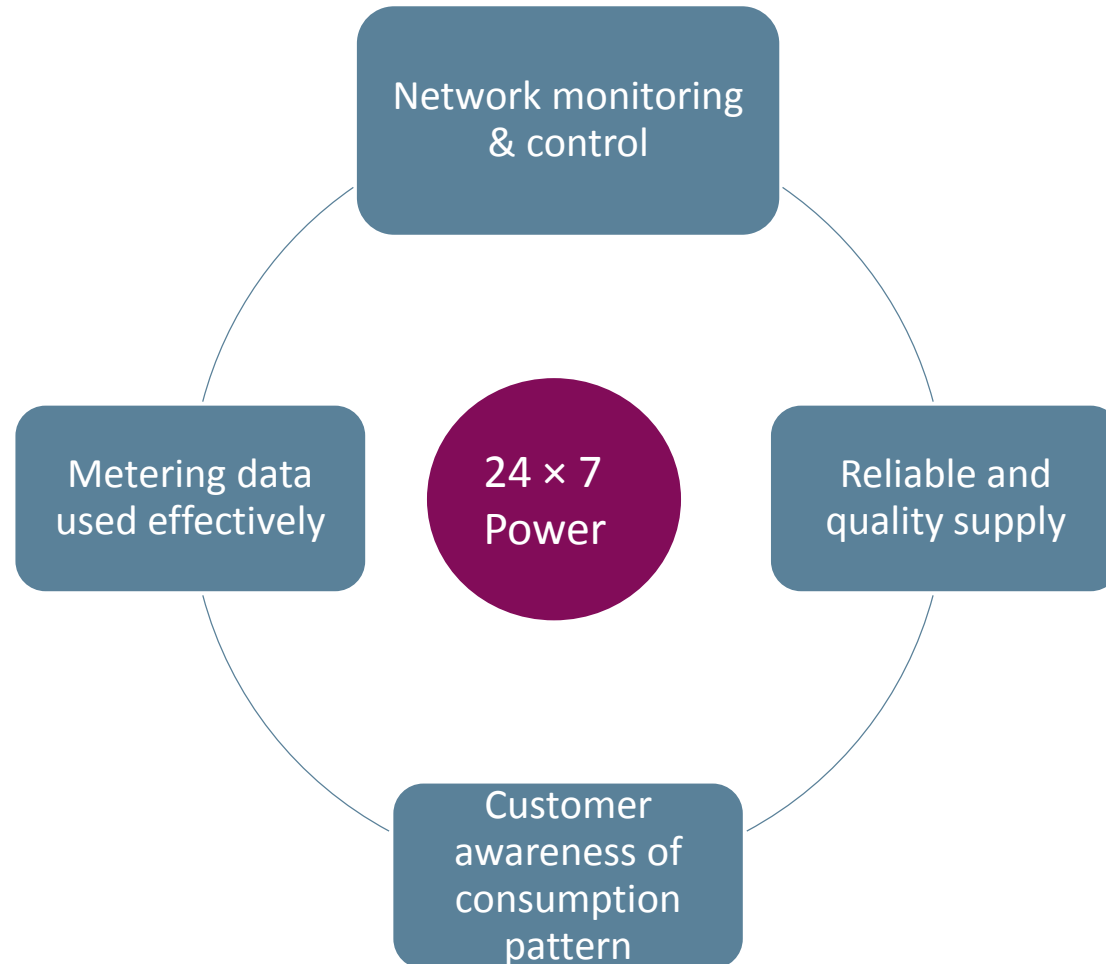 Network monitoring
& control
Metering data
used effectively
24 × 7
Power
Reliable and
quality supply
Customer
awareness of
consumption
pattern